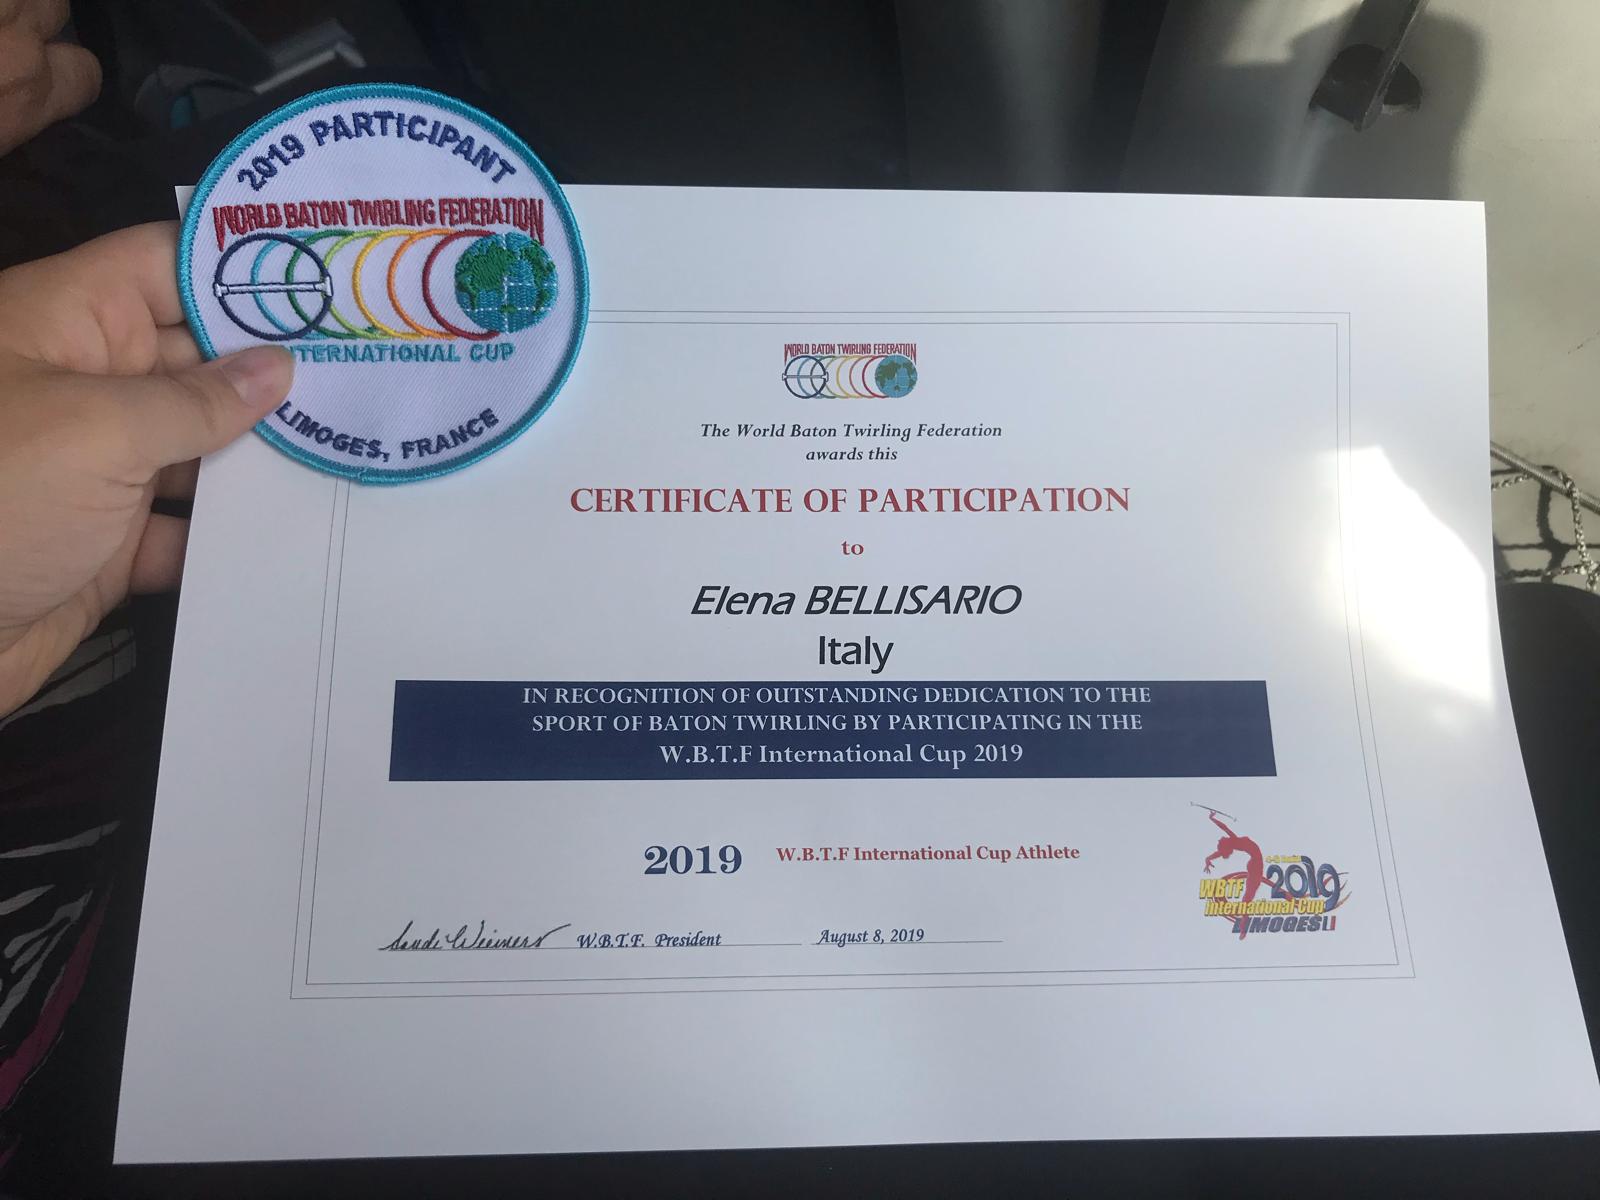 2019 PARTICIPANT
WORLD BATON TWIRLING FEDERATION
INTERNATIONAL CUP
LIMOGES, FRANCE
WORLD BATON TWIRLING FEDERATION
The World Baton Twirling Federation
awards this
CERTIFICATE OF PARTICIPATION
to
Elena BELLISARIO
Italy
IN RECOGNITION OF OUTSTANDING DEDICATION TO THE
SPORT OF BATON TWIRLING BY PARTICIPATING IN THE
W.B.T.F International Cup 2019
2019 W.B.T.F International Cup Athlete
W.B.T.F. President August 8, 2019
2019
WBTF
International Cup
LIMOGES